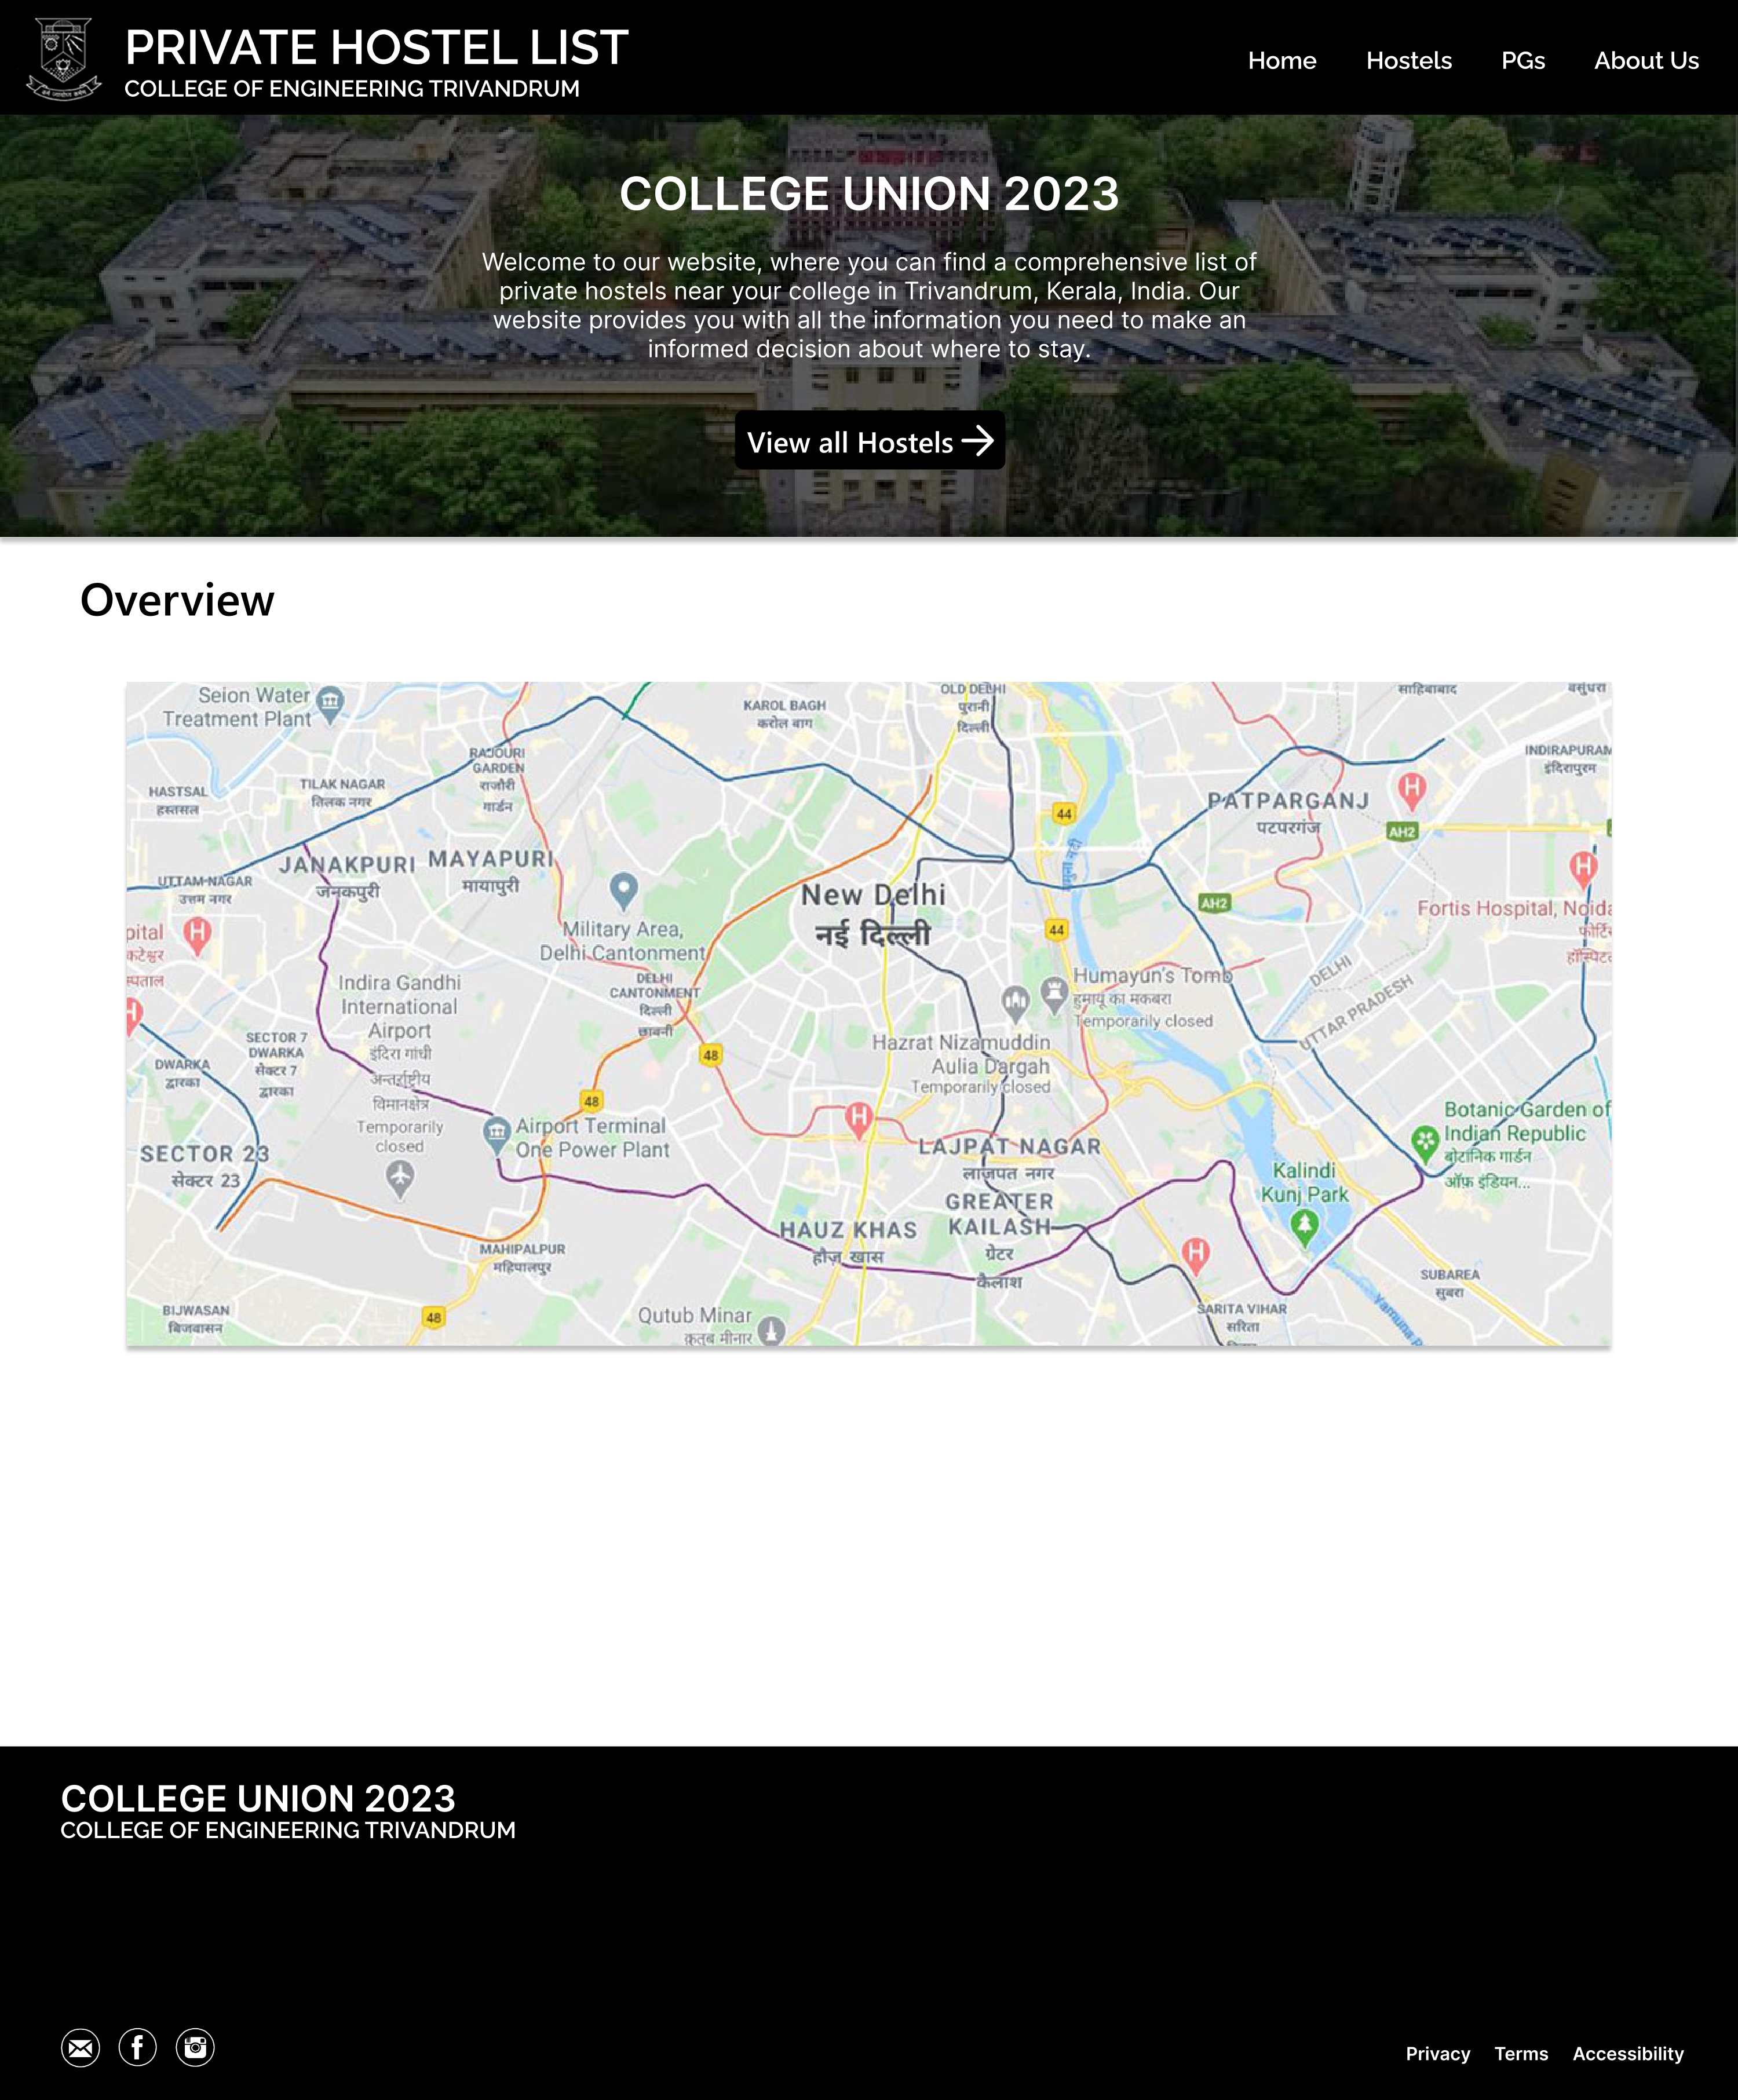 PRIVATE HOSTEL LIST
COLLEGE OF ENGINEERING TRIVANDRUM
Home Hostels PGs About Us
COLLEGE UNION 2023
Welcome to our website, where you can find a comprehensive list of
private hostels near your college in Trivandrum, Kerala, India. Our
website provides you with all the information you need to make an
informed decision about where to stay.
View all Hostels
Overview
Seion Water
Treatment Plant
KAROL BAGH
करोल बाग
OLD DELHI
पुरानी
दिल्ली
साहिबाबाद
वसुंधरा
RAJOURI
GARDEN
राजौरी
गार्डन
INDIRAPURAM
इंदिरापुरम
HASTSAL
हस्तसल
TILAK NAGAR
तिलक नगर
44
PATPARGANJ
पटपरगंज
H
AH2
JANAKPURI
जनकपुरी
MAYAPURI
मायापुरी
UTTAM NAGAR
उत्तम नगर
New Delhi
नई दिल्ली
AH2
H
Fortis Hospital, Noida
pital
H
Military Area,
Delhi Cantonment
44
DELHI
CANTONMENT
दिल्ली
छावनी
Indira Gandhi
International
Airport
इंदिरा गांधी
अन्तर्राष्ट्रीय
विमानक्षेत्र
Temporarily
closed
Humayun's Tomb
हुमायूं का मकबरा
Temporarily closed
DELHI
UTTAR PRADESH
H
SECTOR 7
DWARKA
सेक्टर 7
द्वारका
DWARKA
द्वारका
48
Hazrat Nizamuddin
Aulia Dargah
Temporarily closed
48
H
Airport Terminal
One Power Plant
Botanic Garden of
Indian Republic
बोटानिक गार्डन
ऑफ़ इंडियन...
SECTOR 23
सेक्टर 23
LAJPAT NAGAR
लाजपत नगर
Kalindi
Kunj Park
GREATER
KAILASH
ग्रेटर
कैलाश
HAUZ KHAS
हौज़ खास
MAHIPALPUR
महिपालपुर
H
SUBAREA
सुबरा
BIJWASAN
बिजवासन
48
Qutub Minar
क़ुतुब मीनार
SARITA VIHAR
सरिता
Yamuna R
COLLEGE UNION 2023
COLLEGE OF ENGINEERING TRIVANDRUM
Privacy Terms Accessibility